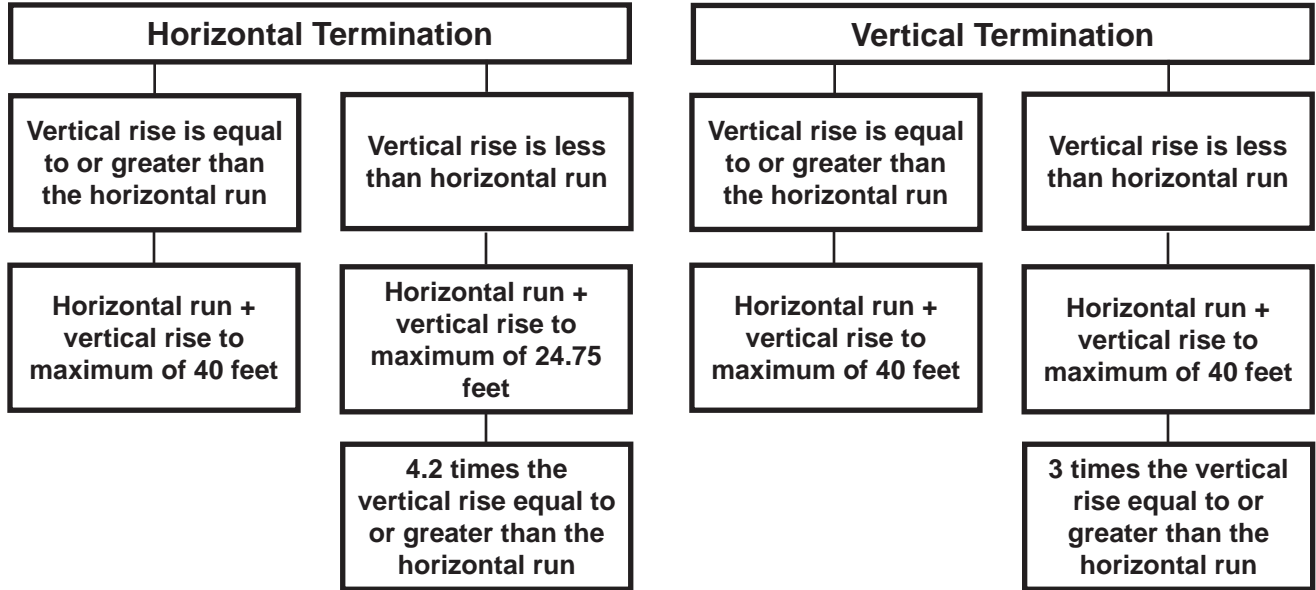 Horizontal Termination
Vertical rise is equal
to or greater than
the horizontal run
Horizontal run +
vertical rise to
maximum of 40 feet
Vertical rise is less
than horizontal run
Horizontal run +
vertical rise to
maximum of 24.75
feet
4.2 times the
vertical rise equal to
or greater than the
horizontal run
Vertical Termination
Vertical rise is equal
to or greater than
the horizontal run
Horizontal run +
vertical rise to
maximum of 40 feet
Vertical rise is less
than horizontal run
Horizontal run +
vertical rise to
maximum of 40 feet
3 times the vertical
rise equal to or
greater than the
horizontal run